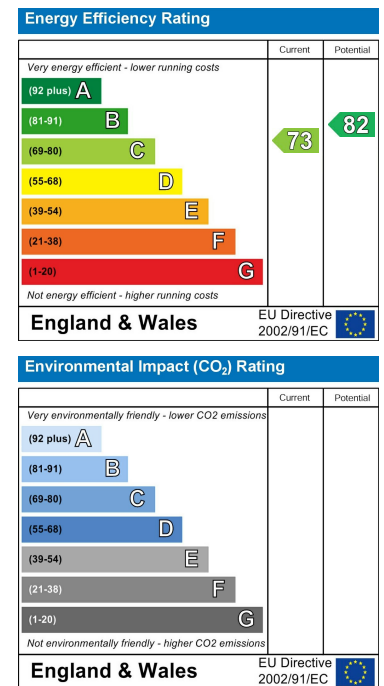 Energy Efficiency Rating
Current Potential
Very energy efficient - lower running costs
(92 plus) A
(81-91) B
(69-80) C
(55-68) D
(39-54) E
(21-38) F
(1-20) G
73
82
Not energy efficient - higher running costs
England & Wales
EU Directive
2002/91/EC
Environmental Impact (CO₂) Rating
Current Potential
Very environmentally friendly - lower CO2 emissions
(92 plus) A
(81-91) B
(69-80) C
(55-68) D
(39-54) E
(21-38) F
(1-20) G
Not environmentally friendly - higher CO2 emissions
England & Wales
EU Directive
2002/91/EC